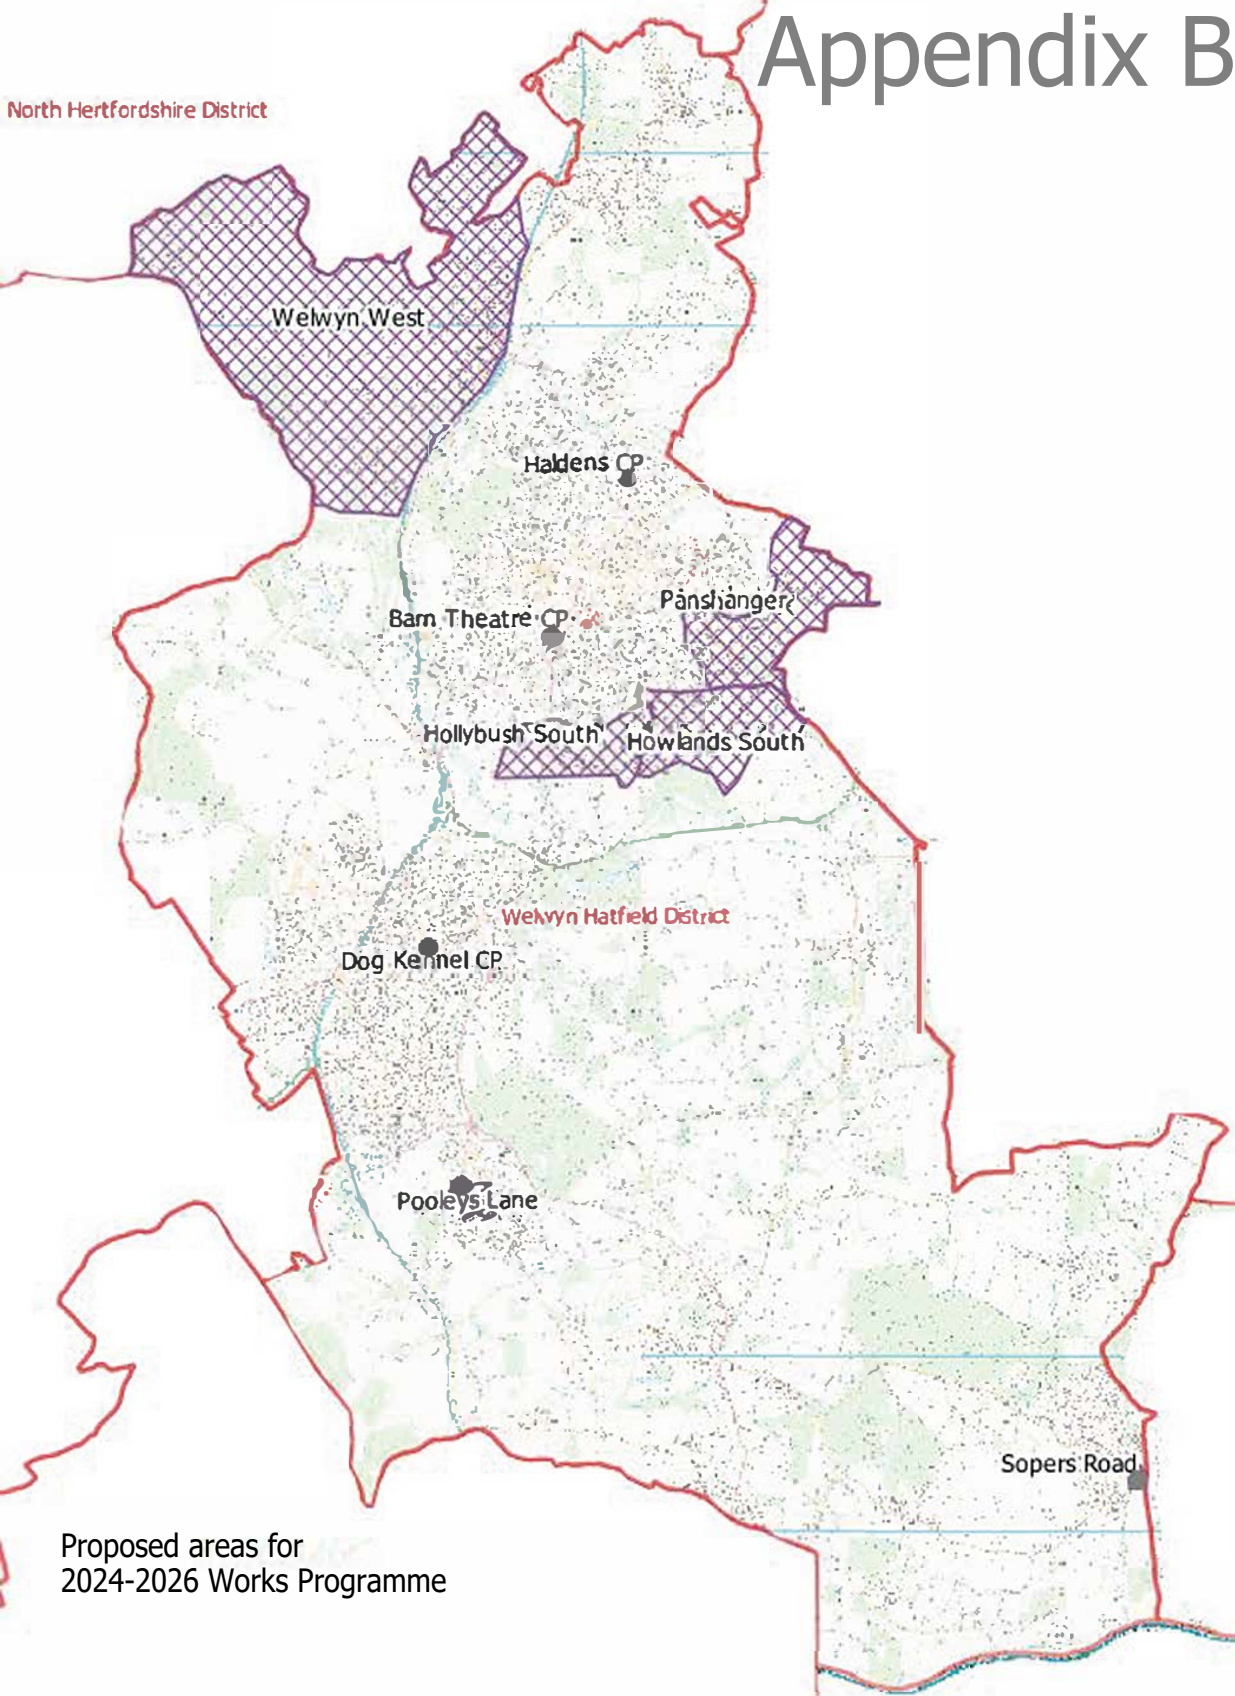 Appendix B
North Hertfordshire District
Welwyn West
Haldens CP
Panshanger
Barn Theatre CP
Hollybush South
Howlands South
Welwyn Hatfield District
Dog Kennel CP
Pooleys Lane
Sopers Road
Proposed areas for
2024-2026 Works Programme